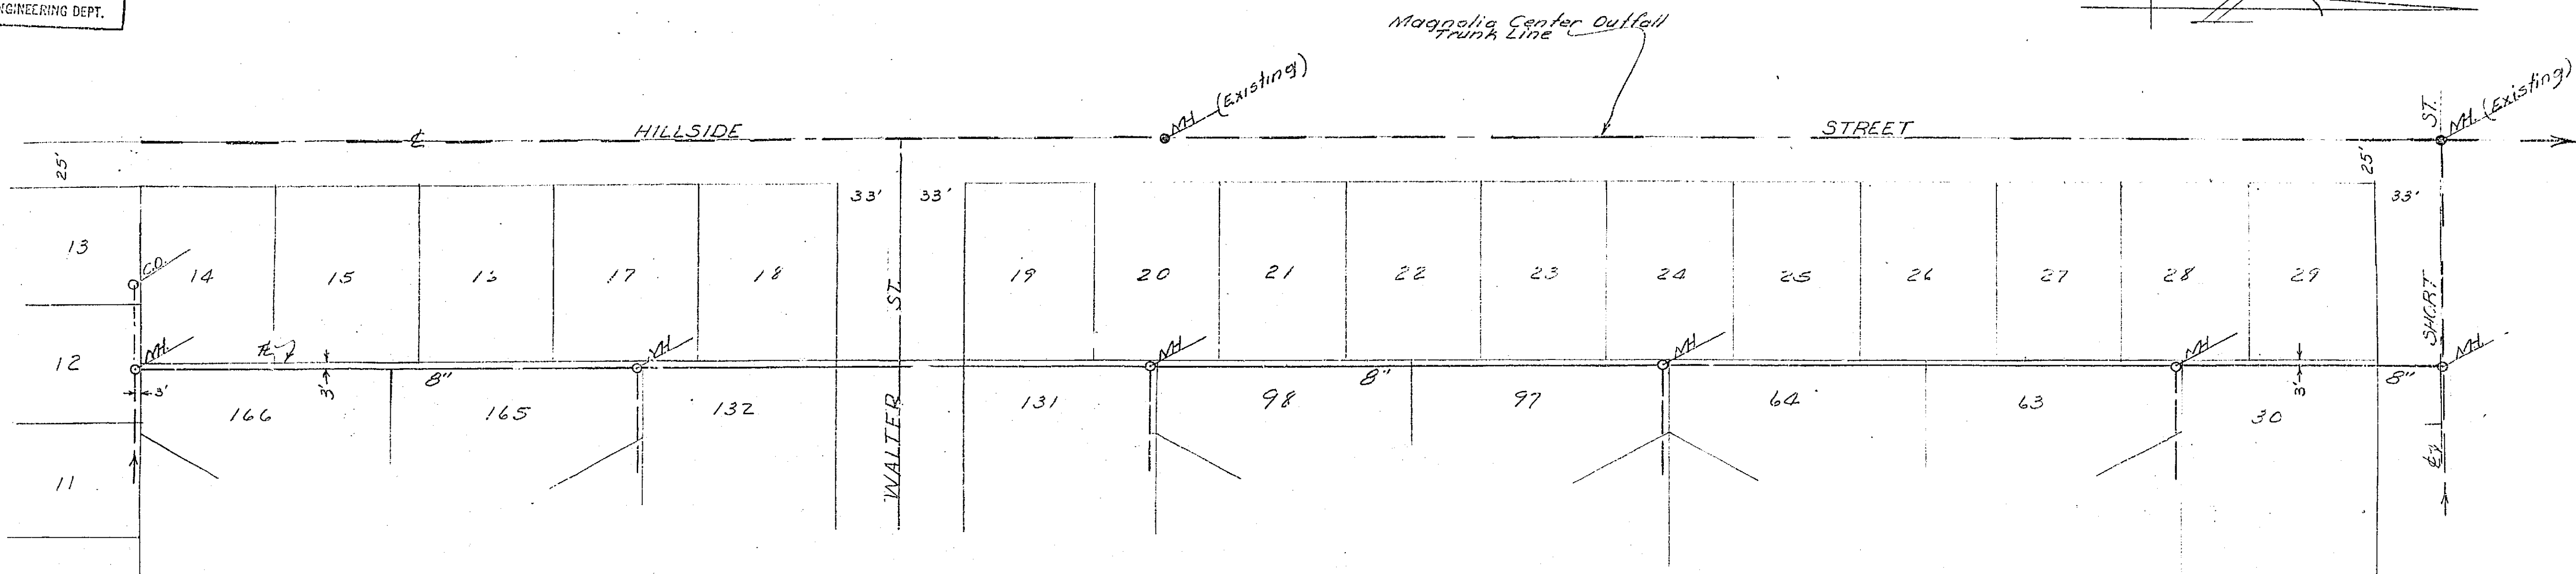 NGINEERING DEPT.
Magnolia Center Outfall
Trunk Line
MH (Existing)
MH. (Existing)
HILLSIDE
STREET
ST.
25'
25'
33'
33'
33'
13
C.O.
14
15
16
17
18
19
20
21
22
23
24
25
26
27
28
29
ST.
SHORT
12
MH.
MH
MH
MH
MH
MH.
3'
3'
8"
8"
3'
8"
166
165
132
WALTER
131
98
97
64
63
30
11